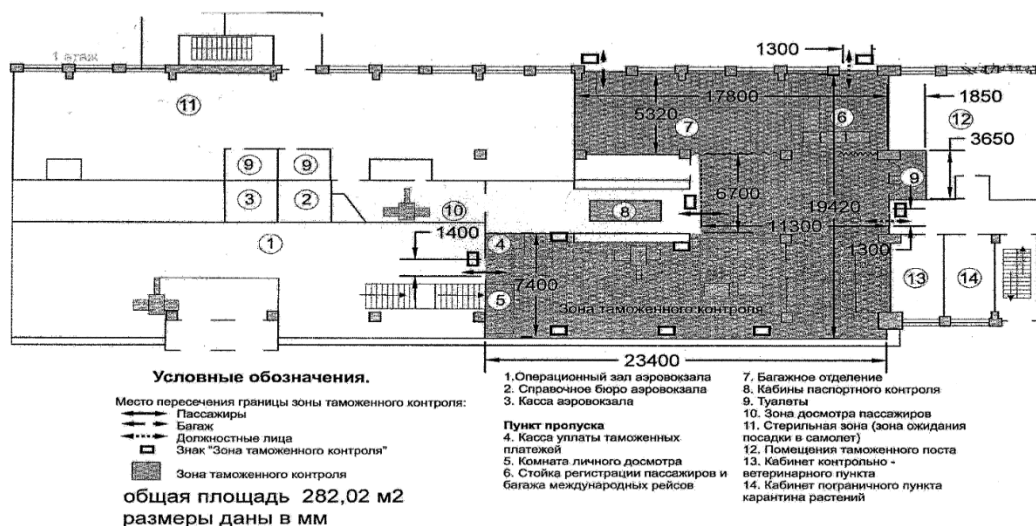 1 этаж
1300
11
17800
5320
7
6
1850
12
3650
9
9
9
3
2
10
8
6700
19420
11300
1300
1
1400
4
7400
5
13
14
Зона таможенного контроля
23400
Условные обозначения.
Место пересечения границы зоны таможенного контроля:
Пассажиры
Багаж
Должностные лица
Знак "Зона таможенного контроля"
Зона таможенного контроля
общая площадь 282,02 м2
размеры даны в мм
1.Операционный зал аэровокзала
2. Справочное бюро аэровокзала
3. Касса аэровокзала
Пункт пропуска
4. Касса уплаты таможенных
платежей
5. Комната личного досмотра
6. Стойка регистрации пассажиров и
багажа международных рейсов
7. Багажное отделение
8. Кабины паспортного контроля
9. Туалеты
10. Зона досмотра пассажиров
11. Стерильная зона (зона ожидания
посадки в самолет)
12. Помещения таможенного поста
13. Кабинет контрольно -
ветеринарного пункта
14. Кабинет пограничного пункта
карантина растений